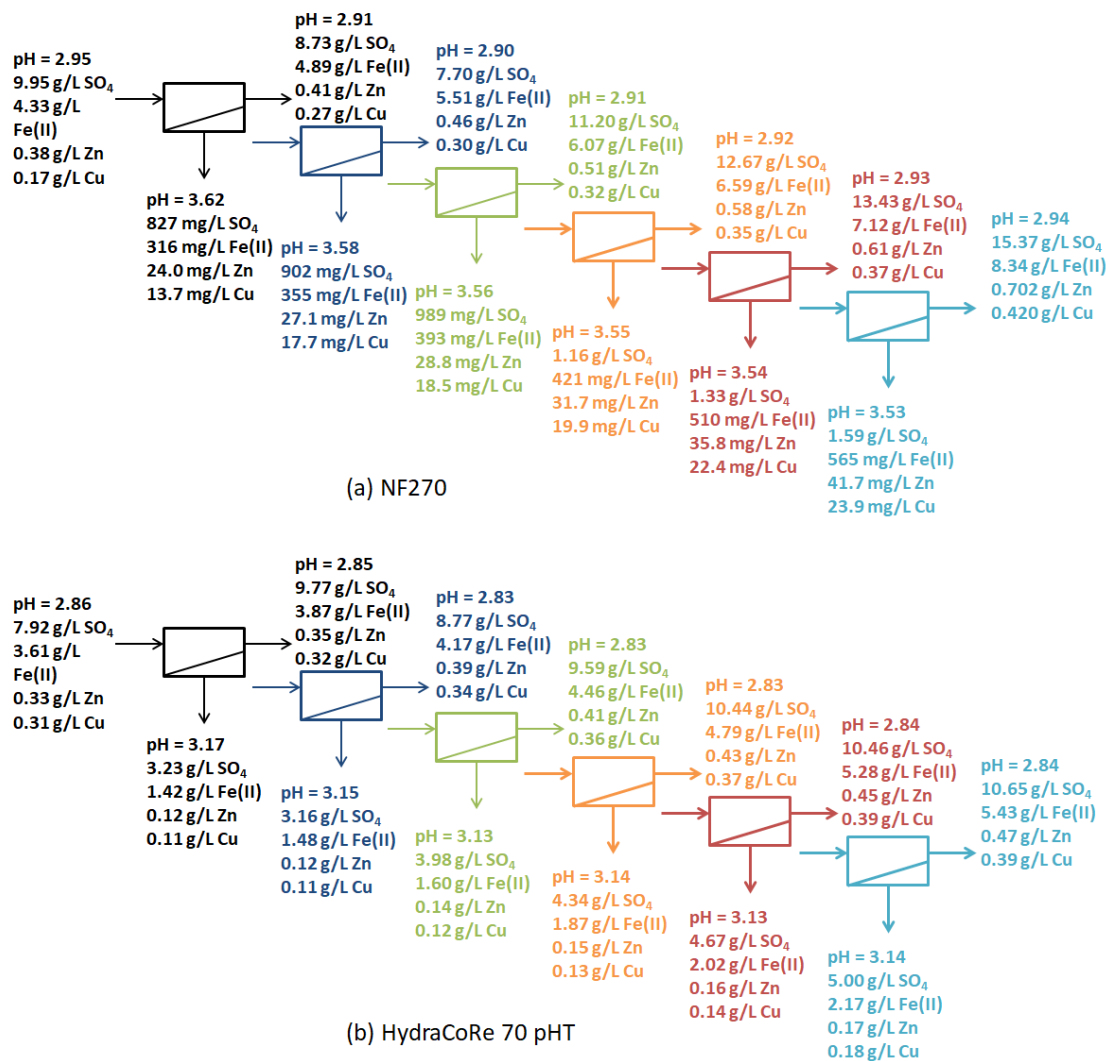 pH = 2.95
9.95 g/L SO₄
4.33 g/L
Fe(II)
0.38 g/L Zn
0.17 g/L Cu
pH = 2.91
8.73 g/L SO₄
4.89 g/L Fe(II)
0.41 g/L Zn
0.27 g/L Cu
pH = 3.62
827 mg/L SO₄
316 mg/L Fe(II)
24.0 mg/L Zn
13.7 mg/L Cu
pH = 2.90
7.70 g/L SO₄
5.51 g/L Fe(II)
0.46 g/L Zn
0.30 g/L Cu
pH = 3.58
902 mg/L SO₄
355 mg/L Fe(II)
27.1 mg/L Zn
17.7 mg/L Cu
pH = 2.91
11.20 g/L SO₄
6.07 g/L Fe(II)
0.51 g/L Zn
0.32 g/L Cu
pH = 3.56
989 mg/L SO₄
393 mg/L Fe(II)
28.8 mg/L Zn
18.5 mg/L Cu
pH = 2.92
12.67 g/L SO₄
6.59 g/L Fe(II)
0.58 g/L Zn
0.35 g/L Cu
pH = 3.55
1.16 g/L SO₄
421 mg/L Fe(II)
31.7 mg/L Zn
19.9 mg/L Cu
pH = 2.93
13.43 g/L SO₄
7.12 g/L Fe(II)
0.61 g/L Zn
0.37 g/L Cu
pH = 3.54
1.33 g/L SO₄
510 mg/L Fe(II)
35.8 mg/L Zn
22.4 mg/L Cu
pH = 2.94
15.37 g/L SO₄
8.34 g/L Fe(II)
0.702 g/L Zn
0.420 g/L Cu
pH = 3.53
1.59 g/L SO₄
565 mg/L Fe(II)
41.7 mg/L Zn
23.9 mg/L Cu
(a) NF270
pH = 2.86
7.92 g/L SO₄
3.61 g/L
Fe(II)
0.33 g/L Zn
0.31 g/L Cu
pH = 2.85
9.77 g/L SO₄
3.87 g/L Fe(II)
0.35 g/L Zn
0.32 g/L Cu
pH = 3.17
3.23 g/L SO₄
1.42 g/L Fe(II)
0.12 g/L Zn
0.11 g/L Cu
pH = 2.83
8.77 g/L SO₄
4.17 g/L Fe(II)
0.39 g/L Zn
0.34 g/L Cu
pH = 3.15
3.16 g/L SO₄
1.48 g/L Fe(II)
0.12 g/L Zn
0.11 g/L Cu
pH = 2.83
9.59 g/L SO₄
4.46 g/L Fe(II)
0.41 g/L Zn
0.36 g/L Cu
pH = 3.13
3.98 g/L SO₄
1.60 g/L Fe(II)
0.14 g/L Zn
0.12 g/L Cu
pH = 2.83
10.44 g/L SO₄
4.79 g/L Fe(II)
0.43 g/L Zn
0.37 g/L Cu
pH = 3.14
4.34 g/L SO₄
1.87 g/L Fe(II)
0.15 g/L Zn
0.13 g/L Cu
pH = 2.84
10.46 g/L SO₄
5.28 g/L Fe(II)
0.45 g/L Zn
0.39 g/L Cu
pH = 3.13
4.67 g/L SO₄
2.02 g/L Fe(II)
0.16 g/L Zn
0.14 g/L Cu
pH = 2.84
10.65 g/L SO₄
5.43 g/L Fe(II)
0.47 g/L Zn
0.39 g/L Cu
pH = 3.14
5.00 g/L SO₄
2.17 g/L Fe(II)
0.17 g/L Zn
0.18 g/L Cu
(b) HydraCoRe 70 pHT